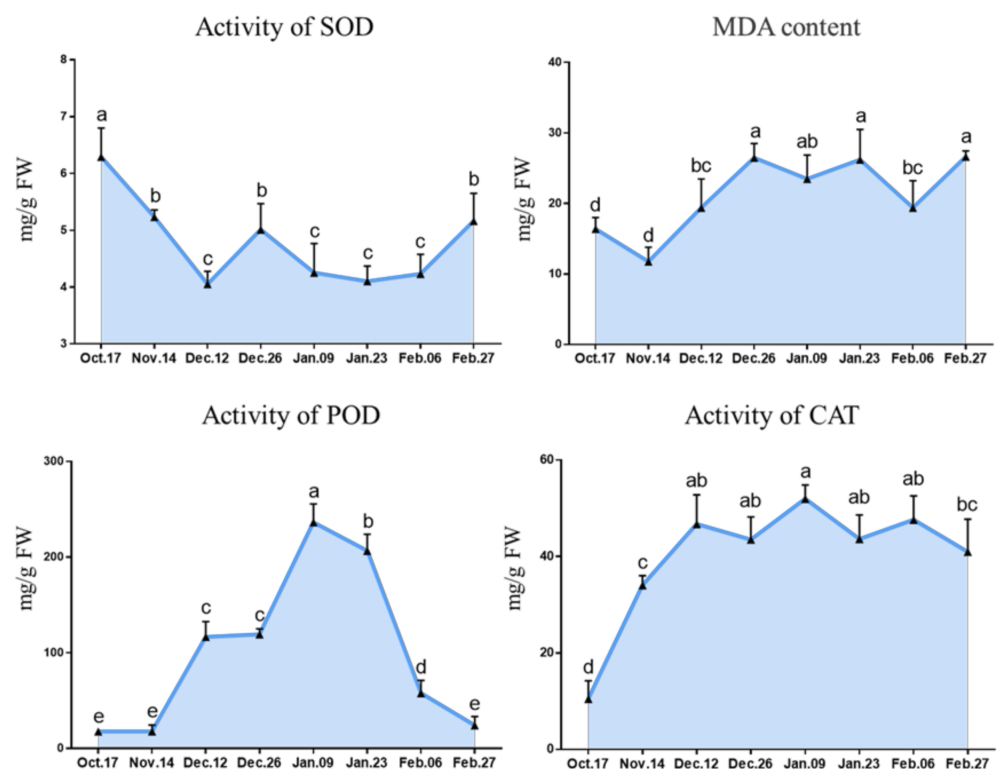 Activity of SOD
mg/g FW
8
7
6
5
4
3
a
b
c
b
c
c
c
b
Oct.17 Nov.14 Dec.12 Dec.26 Jan.09 Jan.23 Feb.06 Feb.27
MDA content
mg/g FW
40
30
20
10
0
d
d
bc
a
ab
a
bc
a
Oct.17 Nov.14 Dec.12 Dec.26 Jan.09 Jan.23 Feb.06 Feb.27
Activity of POD
mg/g FW
300
200
100
0
e
e
c
c
a
b
d
e
Oct.17 Nov.14 Dec.12 Dec.26 Jan.09 Jan.23 Feb.06 Feb.27
Activity of CAT
mg/g FW
60
40
20
0
d
c
ab
ab
a
ab
ab
bc
Oct.17 Nov.14 Dec.12 Dec.26 Jan.09 Jan.23 Feb.06 Feb.27